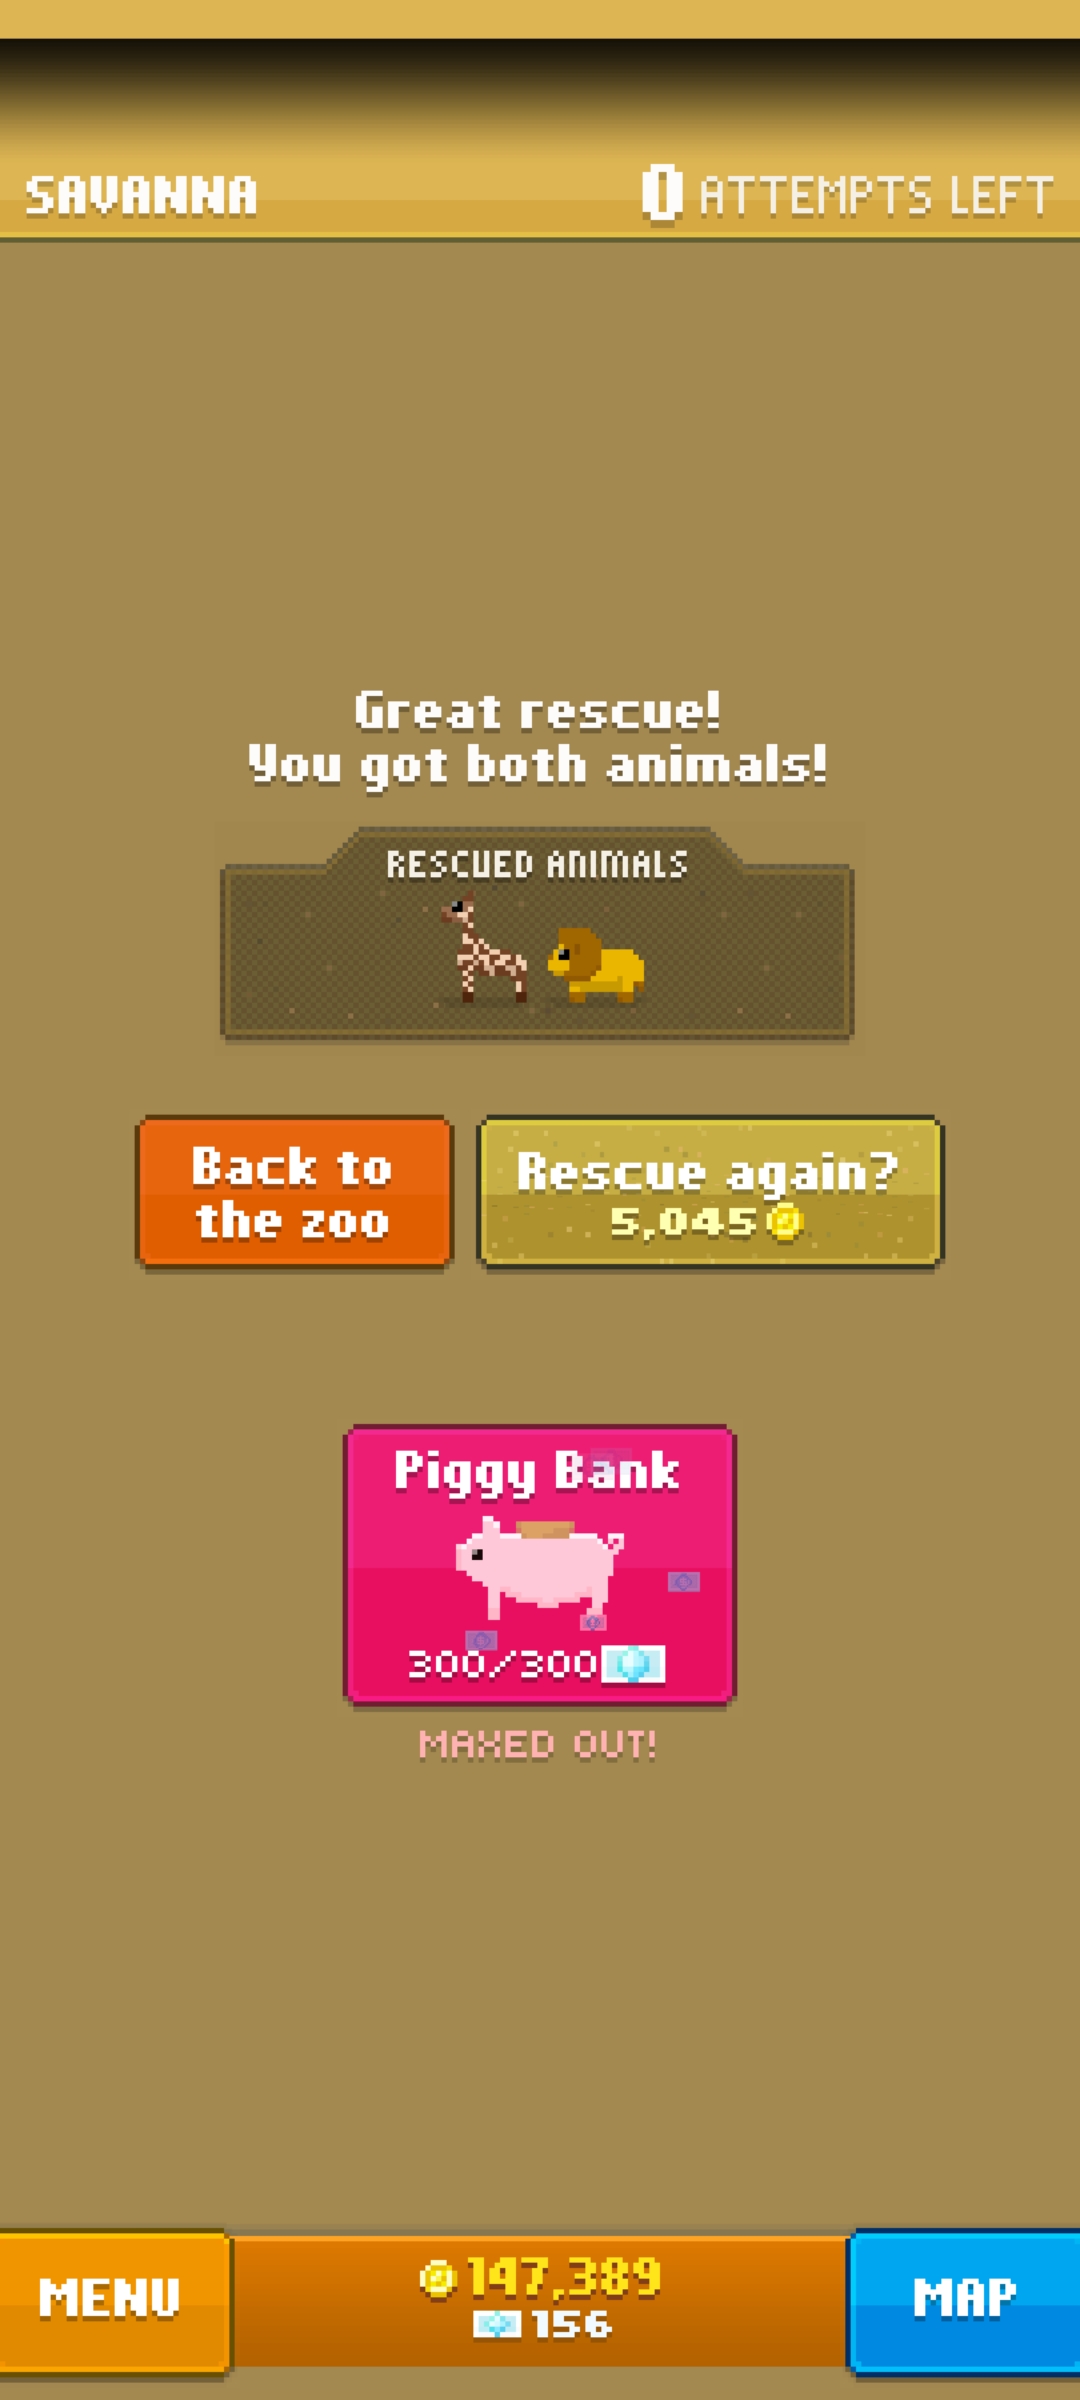 SAVANNA
0 ATTEMPTS LEFT
Great rescue!
You got both animals!
RESCUED ANIMALS
Back to
the zoo
Rescue again?
5,045
Piggy Bank
300/300
MAXED OUT!
MENU
147,389
156
MAP